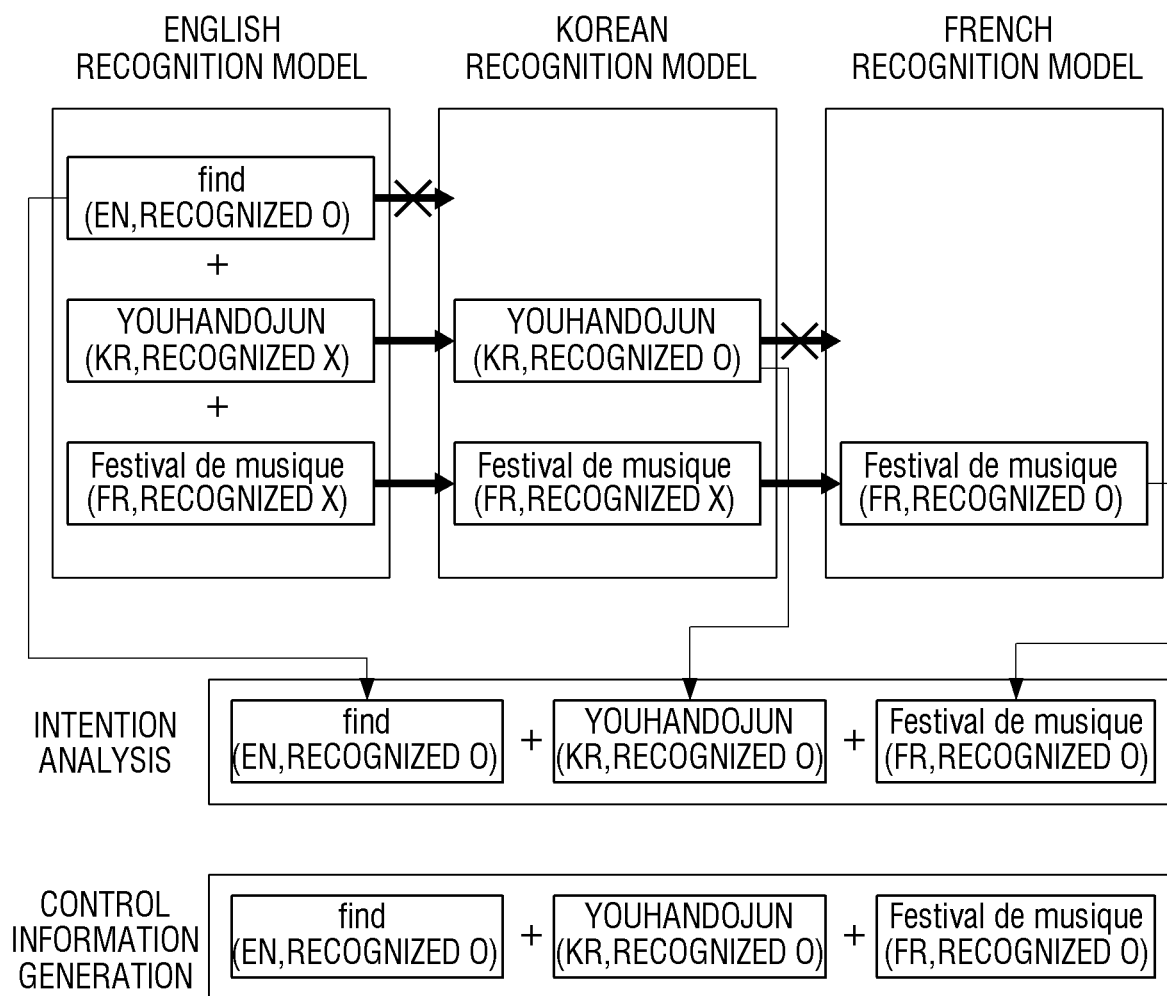 ENGLISH
RECOGNITION MODEL
KOREAN
RECOGNITION MODEL
FRENCH
RECOGNITION MODEL
find
(EN,RECOGNIZED O)
+
YOUHANDOJUN
(KR,RECOGNIZED X)
+
Festival de musique
(FR,RECOGNIZED X)
YOUHANDOJUN
(KR,RECOGNIZED O)
Festival de musique
(FR,RECOGNIZED X)
Festival de musique
(FR,RECOGNIZED O)
INTENTION
ANALYSIS
find
(EN,RECOGNIZED O)
+
YOUHANDOJUN
(KR,RECOGNIZED O)
+
Festival de musique
(FR,RECOGNIZED O)
CONTROL
INFORMATION
GENERATION
find
(EN,RECOGNIZED O)
+
YOUHANDOJUN
(KR,RECOGNIZED O)
+
Festival de musique
(FR,RECOGNIZED O)